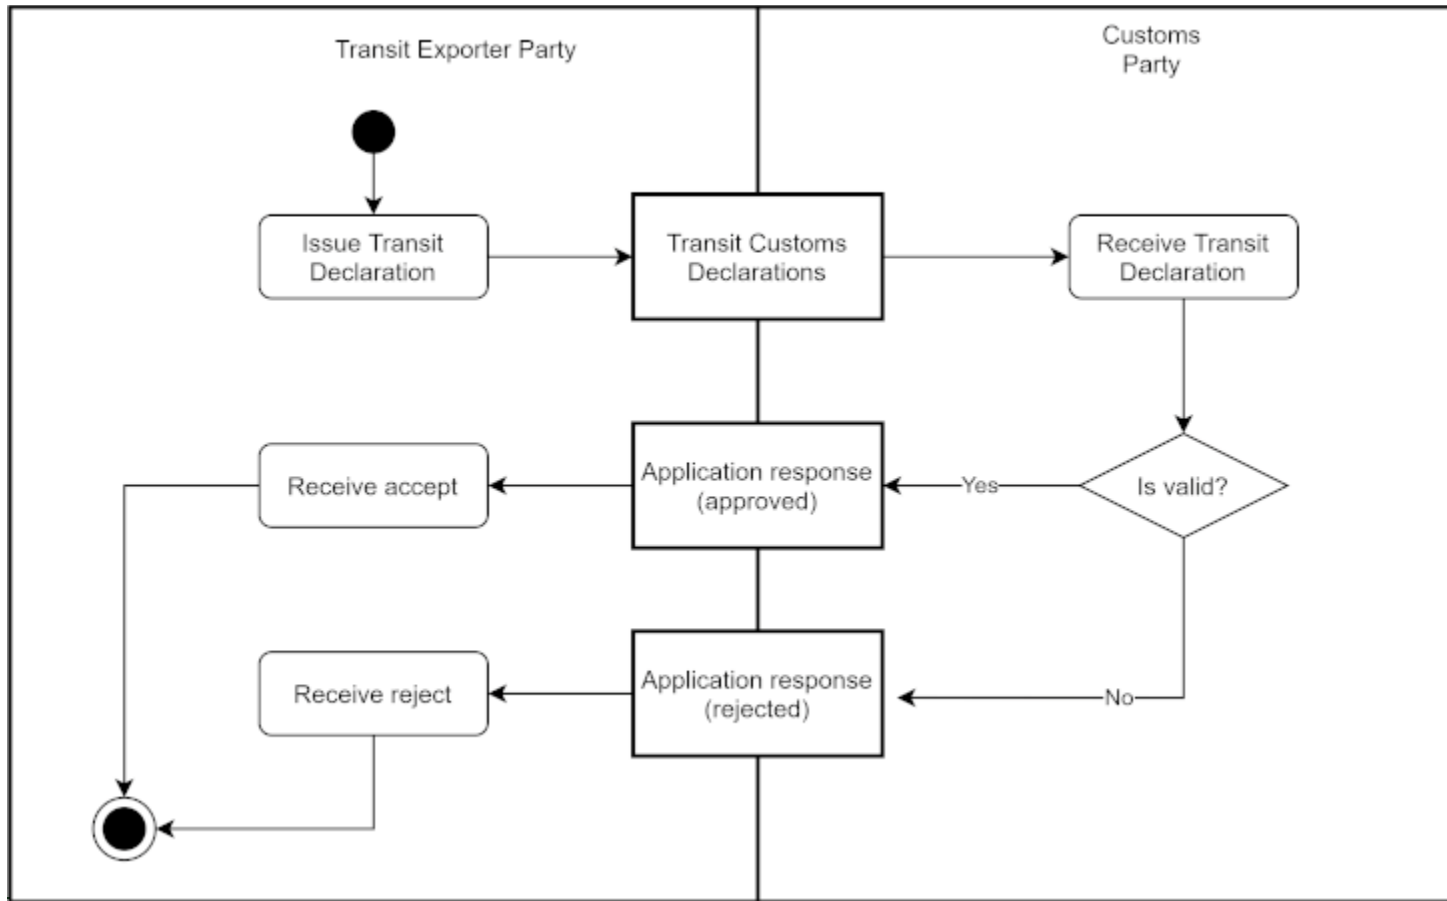 Transit Exporter Party
Customs
Party
Issue Transit
Declaration
Transit Customs
Declarations
Receive Transit
Declaration
Receive accept
Application response
(approved)
Yes
Is valid?
Receive reject
Application response
(rejected)
No